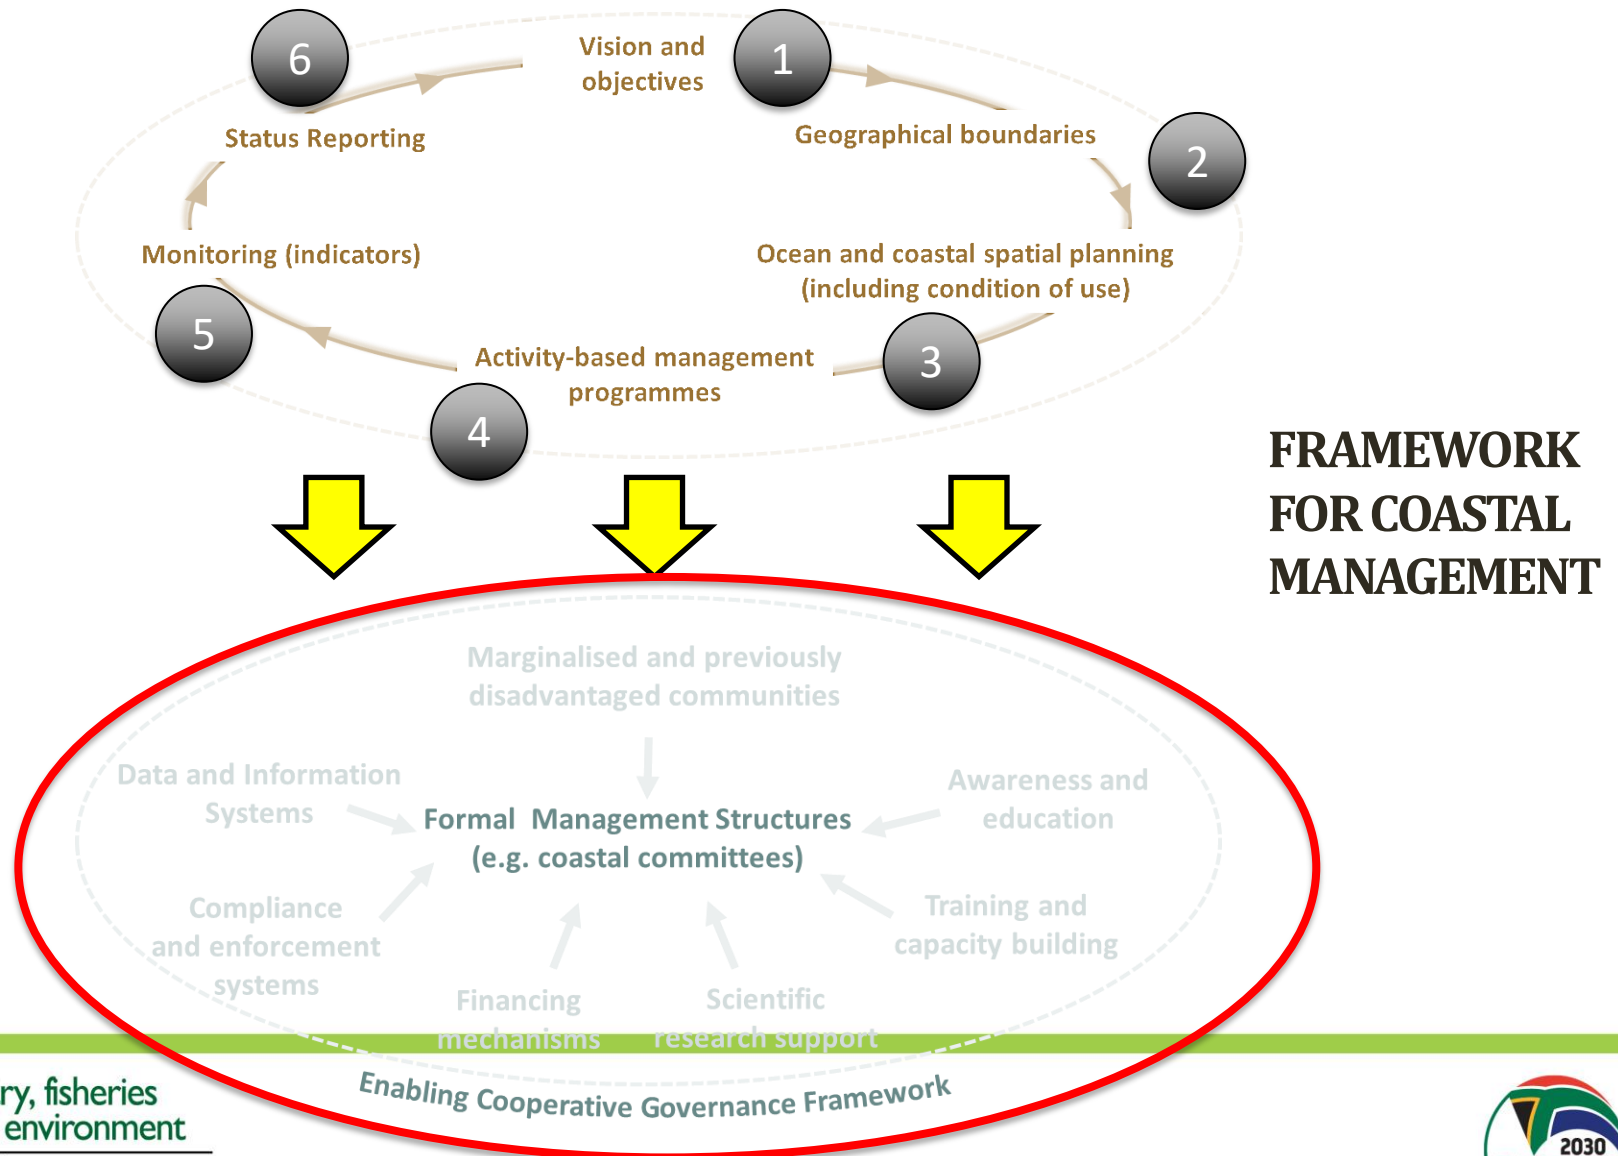 6
Vision and
objectives
1
Status Reporting
Geographical boundaries
2
Monitoring (indicators)
Ocean and coastal spatial planning
(including condition of use)
5
Activity-based management
programmes
3
4
FRAMEWORK
FOR COASTAL
MANAGEMENT
Marginalised and previously
disadvantaged communities
Data and Information
Systems
Awareness and
education
Formal Management Structures
(e.g. coastal committees)
Compliance
and enforcement
systems
Training and
capacity building
Financing
mechanisms
Scientific
research support
Enabling Cooperative Governance Framework
ry, fisheries
environment
2030